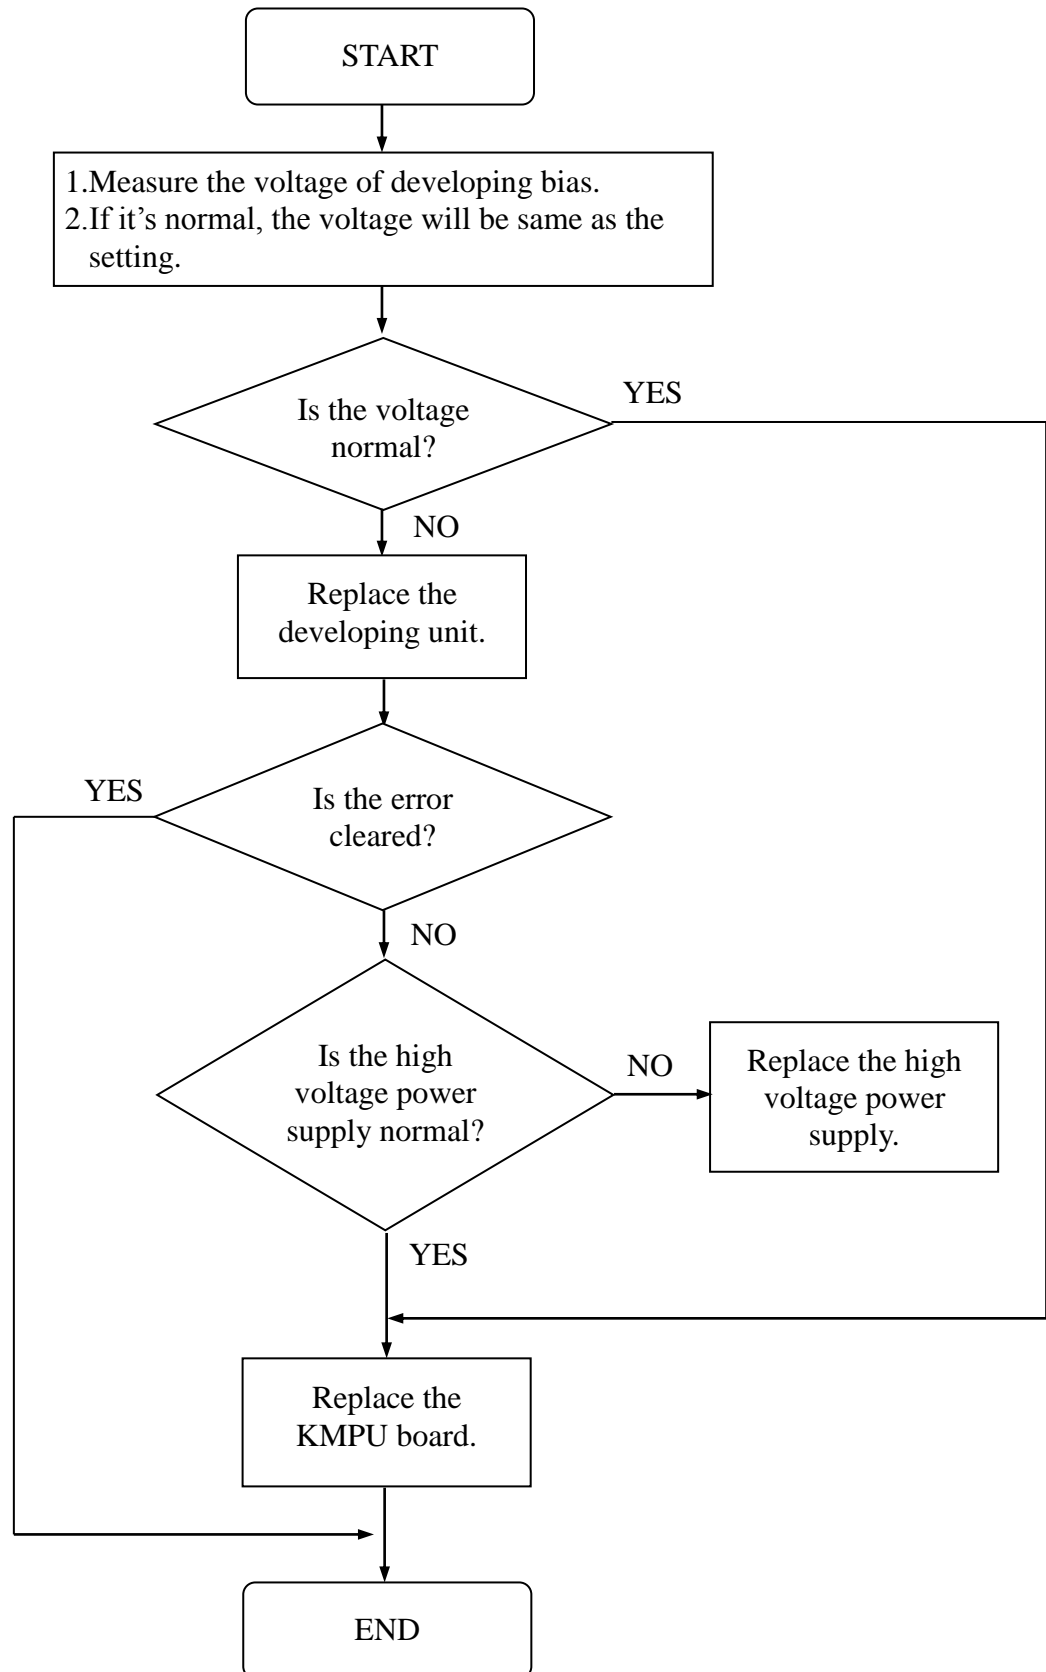 START
1.Measure the voltage of developing bias.
2.If it’s normal, the voltage will be same as the
setting.
Is the voltage
normal?
YES
NO
Replace the
developing unit.
YES
Is the error
cleared?
NO
Is the high
voltage power
supply normal?
NO
Replace the high
voltage power
supply.
YES
Replace the
KMPU board.
END